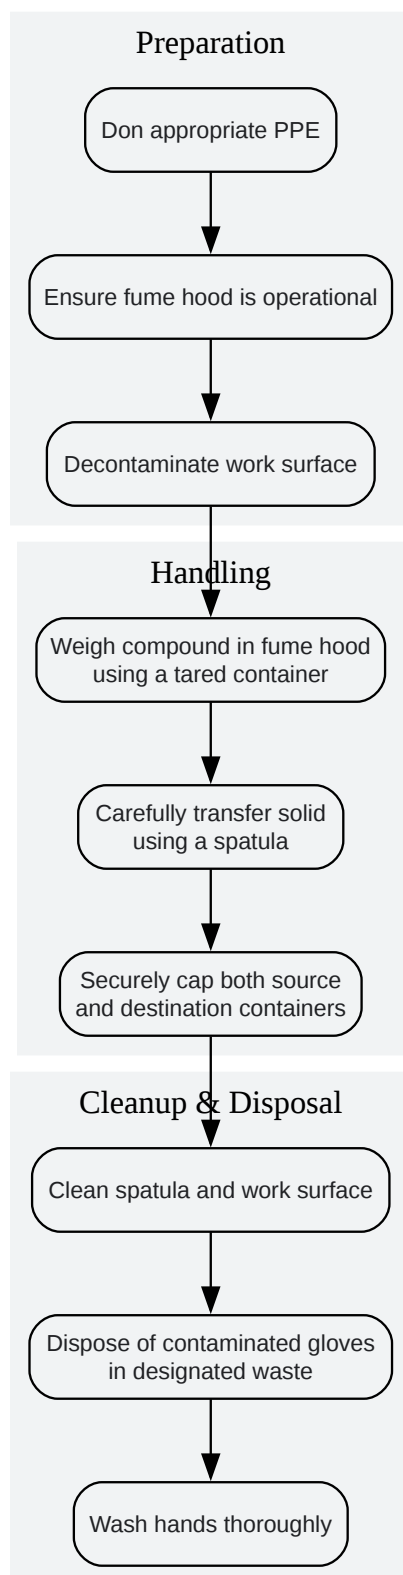 Preparation
Don appropriate PPE
Ensure fume hood is operational
Decontaminate work surface
Handling
Weigh compound in fume hood
using a tared container
Carefully transfer solid
using a spatula
Securely cap both source
and destination containers
Cleanup & Disposal
Clean spatula and work surface
Dispose of contaminated gloves
in designated waste
Wash hands thoroughly